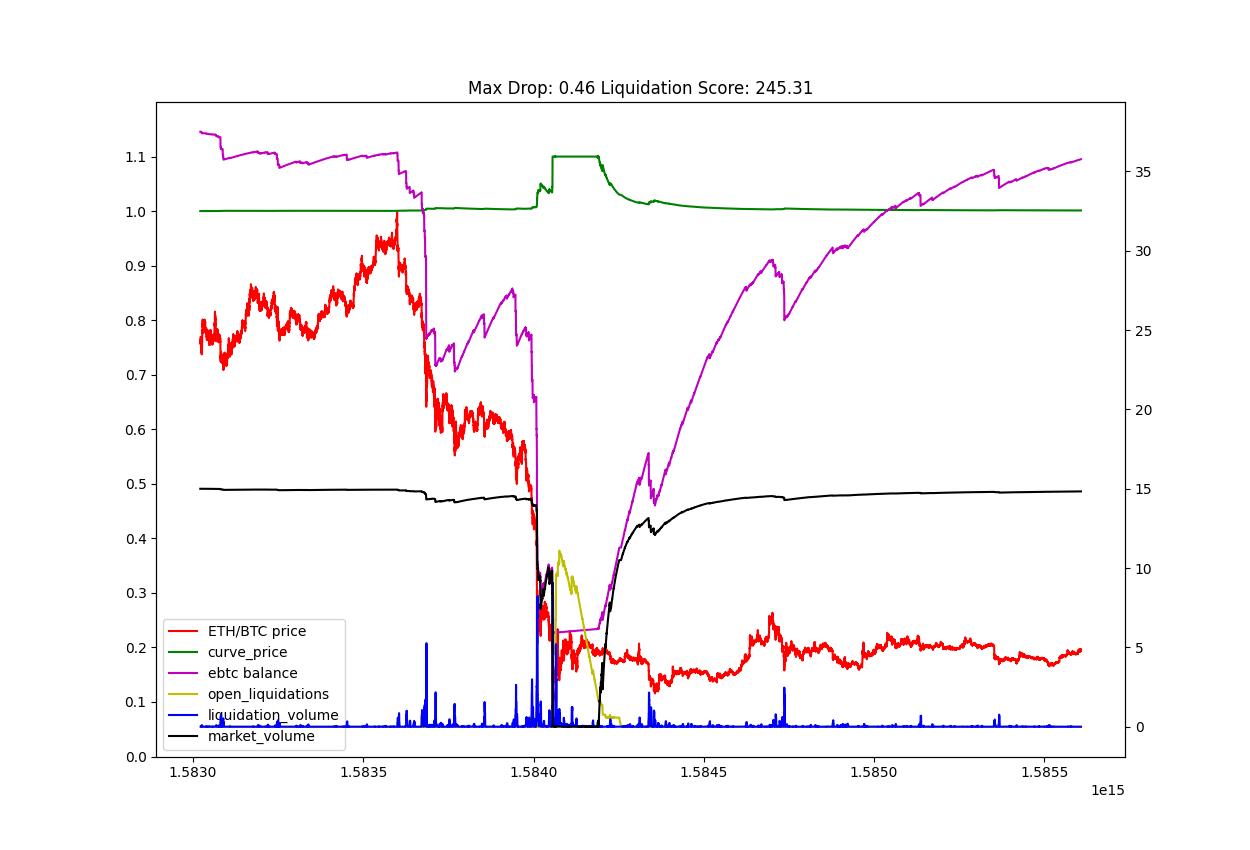 Max Drop: 0.46 Liquidation Score: 245.31
1.1
1.0
0.9
0.8
0.7
0.6
0.5
0.4
0.3
0.2
0.1
0.0
35
30
25
20
15
10
5
0
ETH/BTC price
curve_price
ebtc balance
open_liquidations
liquidation_volume
market_volume
1.5830 1.5835 1.5840 1.5845 1.5850 1.5855
1e15